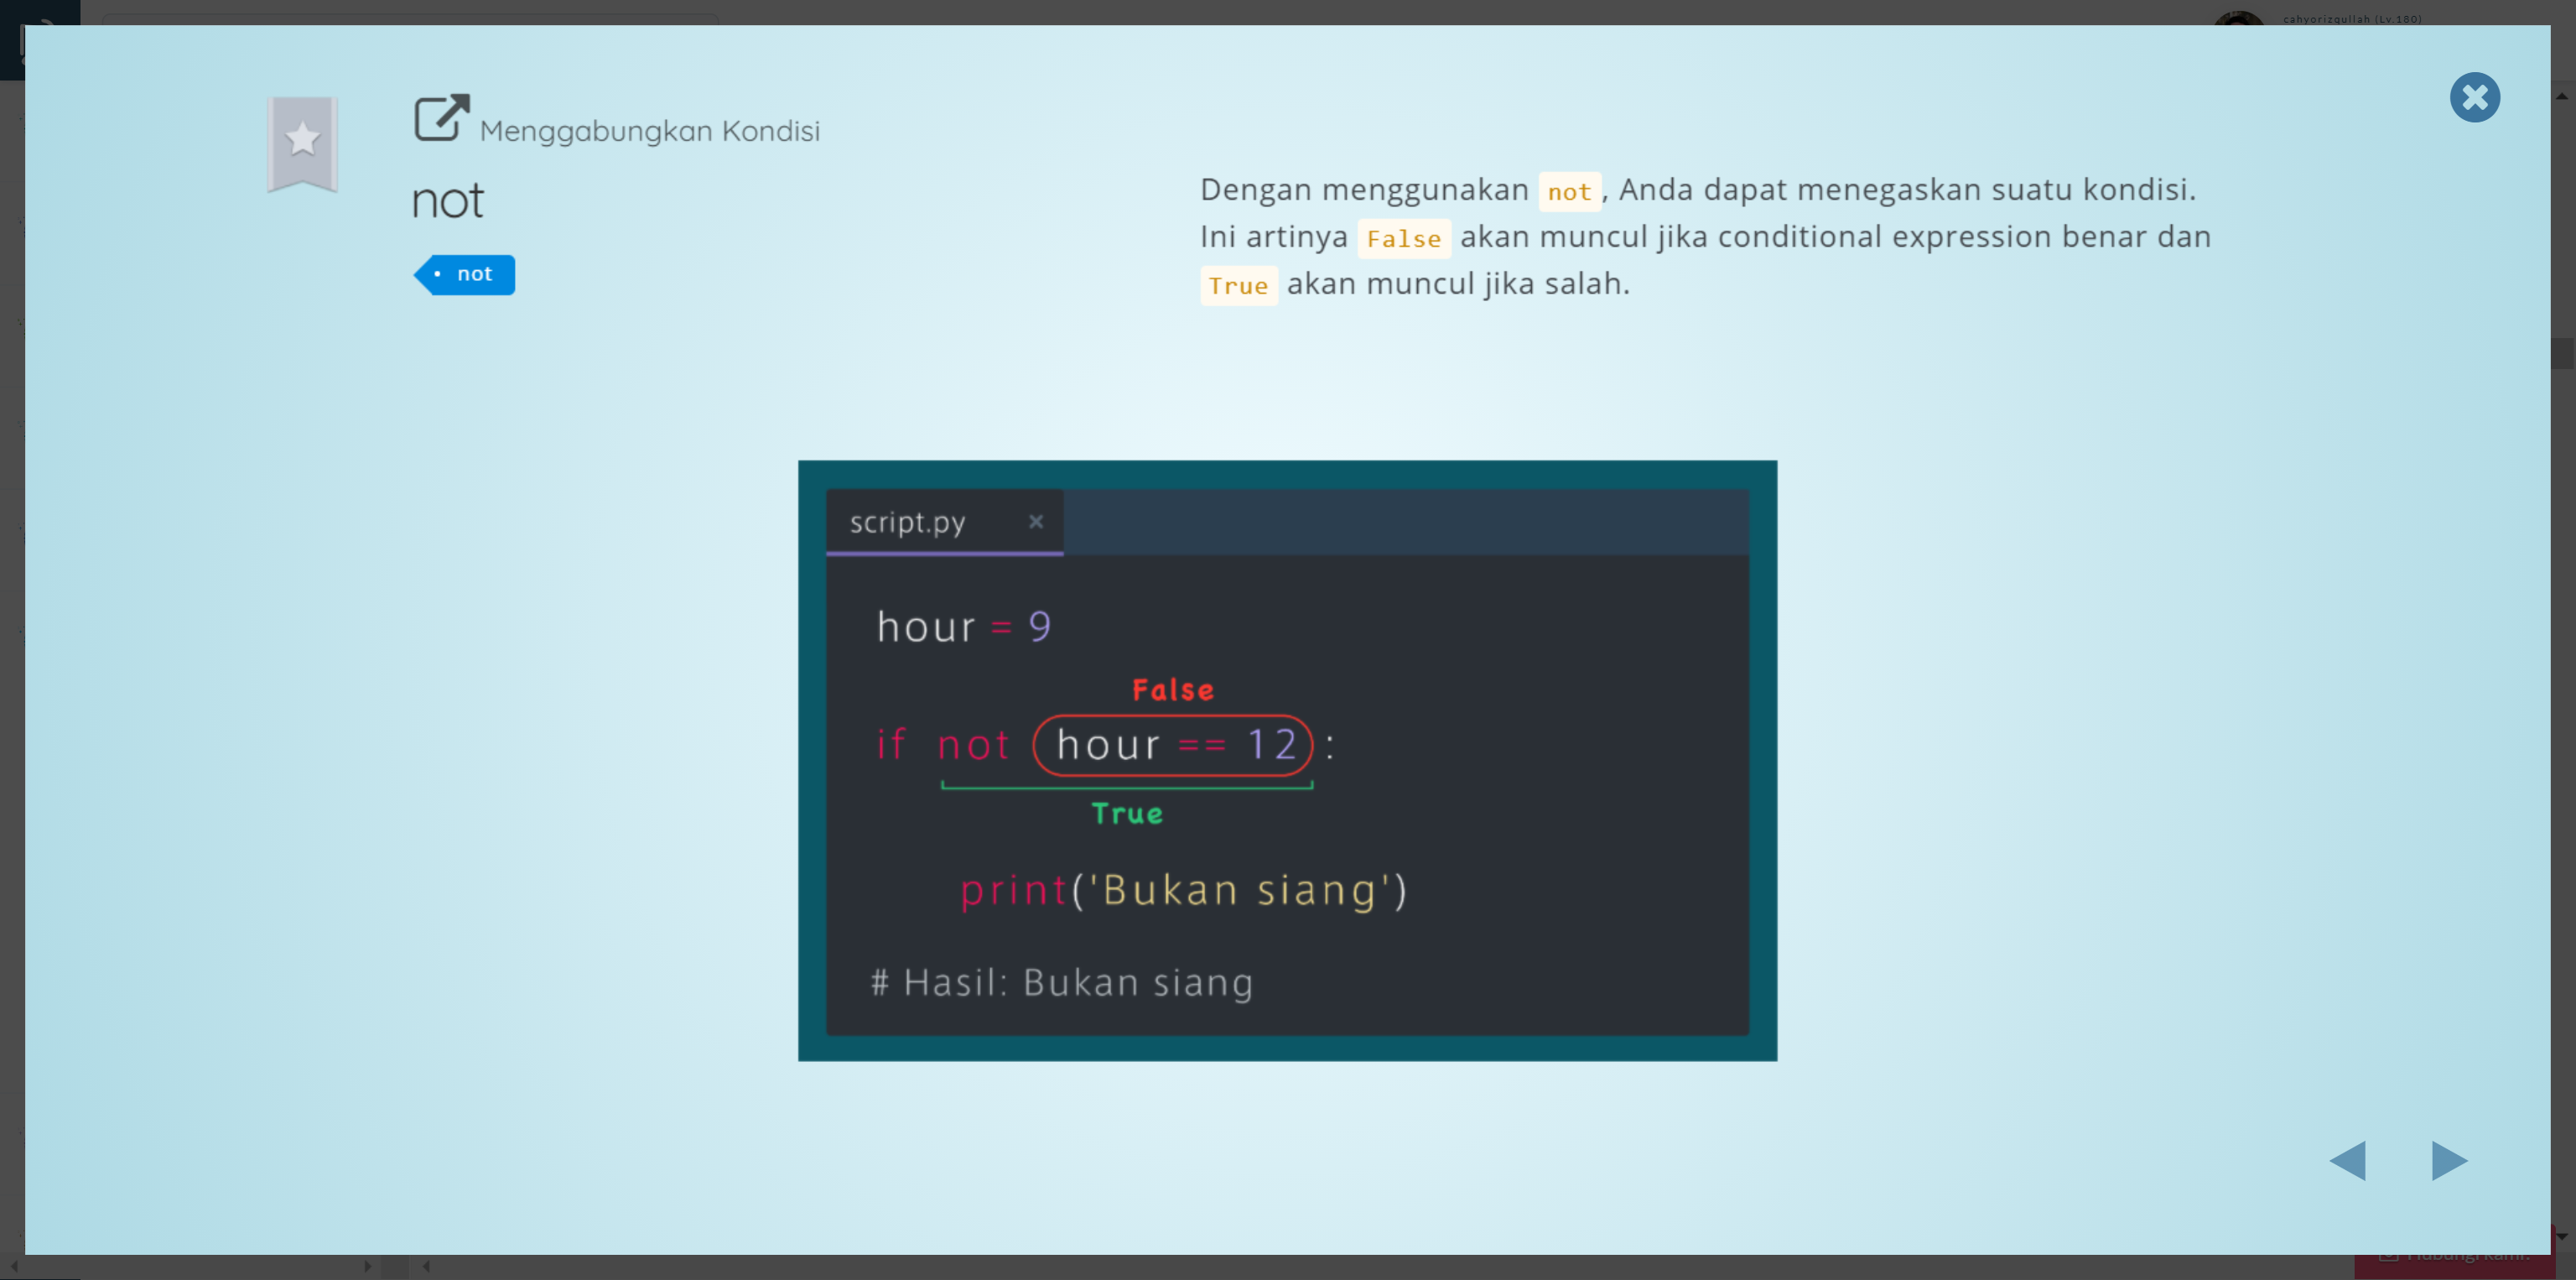 cahyorizqullah (Lv.180)
Menggabungkan Kondisi
not
not
Dengan menggunakan not, Anda dapat menegaskan suatu kondisi.
Ini artinya False akan muncul jika conditional expression benar dan
True akan muncul jika salah.
script.py ×
hour = 9
False
if not hour == 12 :
True
print('Bukan siang')
# Hasil: Bukan siang